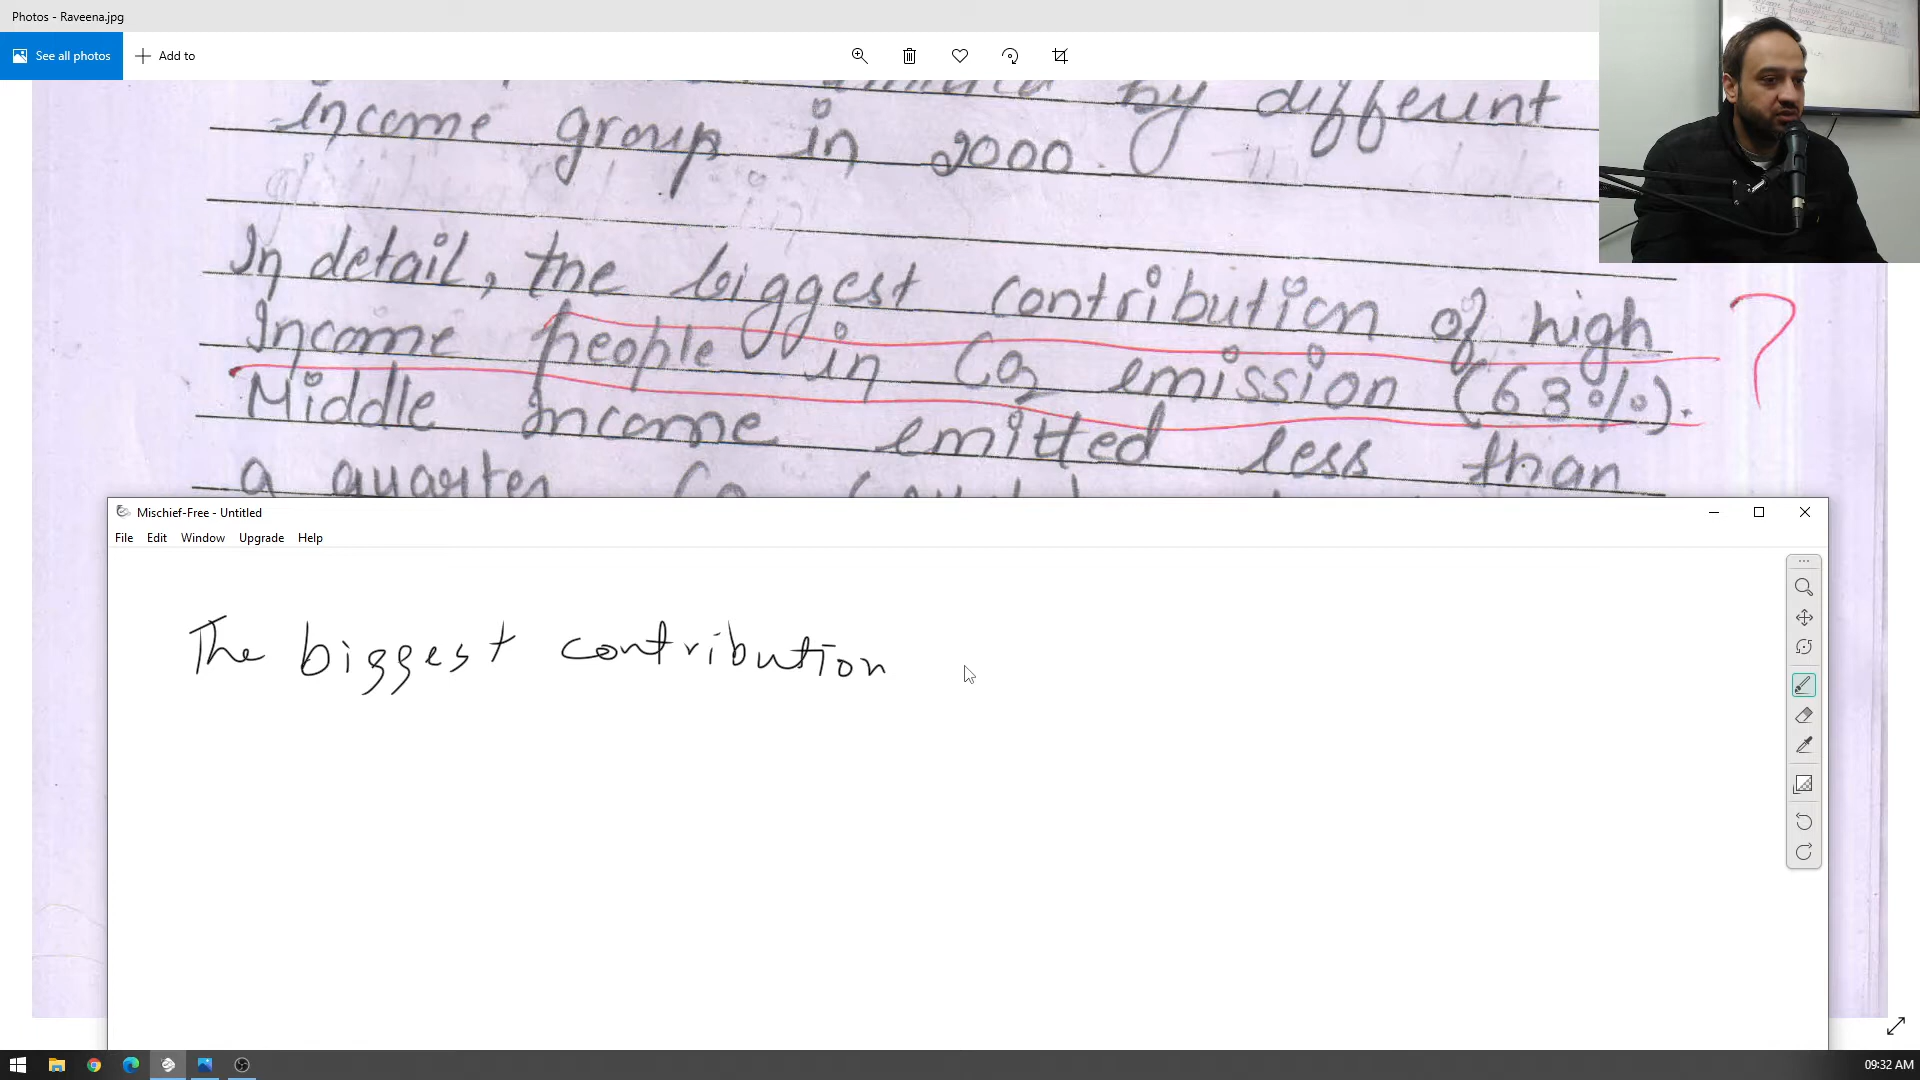 Photos - Raveena.jpg
See all photos
Add to
by different
income group in 2000.
In detail, the biggest contribution of high
Income people in CO2 emission (63%).
?
Middle Income emitted less than
a quarter
Mischief-Free - Untitled
File Edit Window Upgrade Help
The biggest contribution
09:32 AM